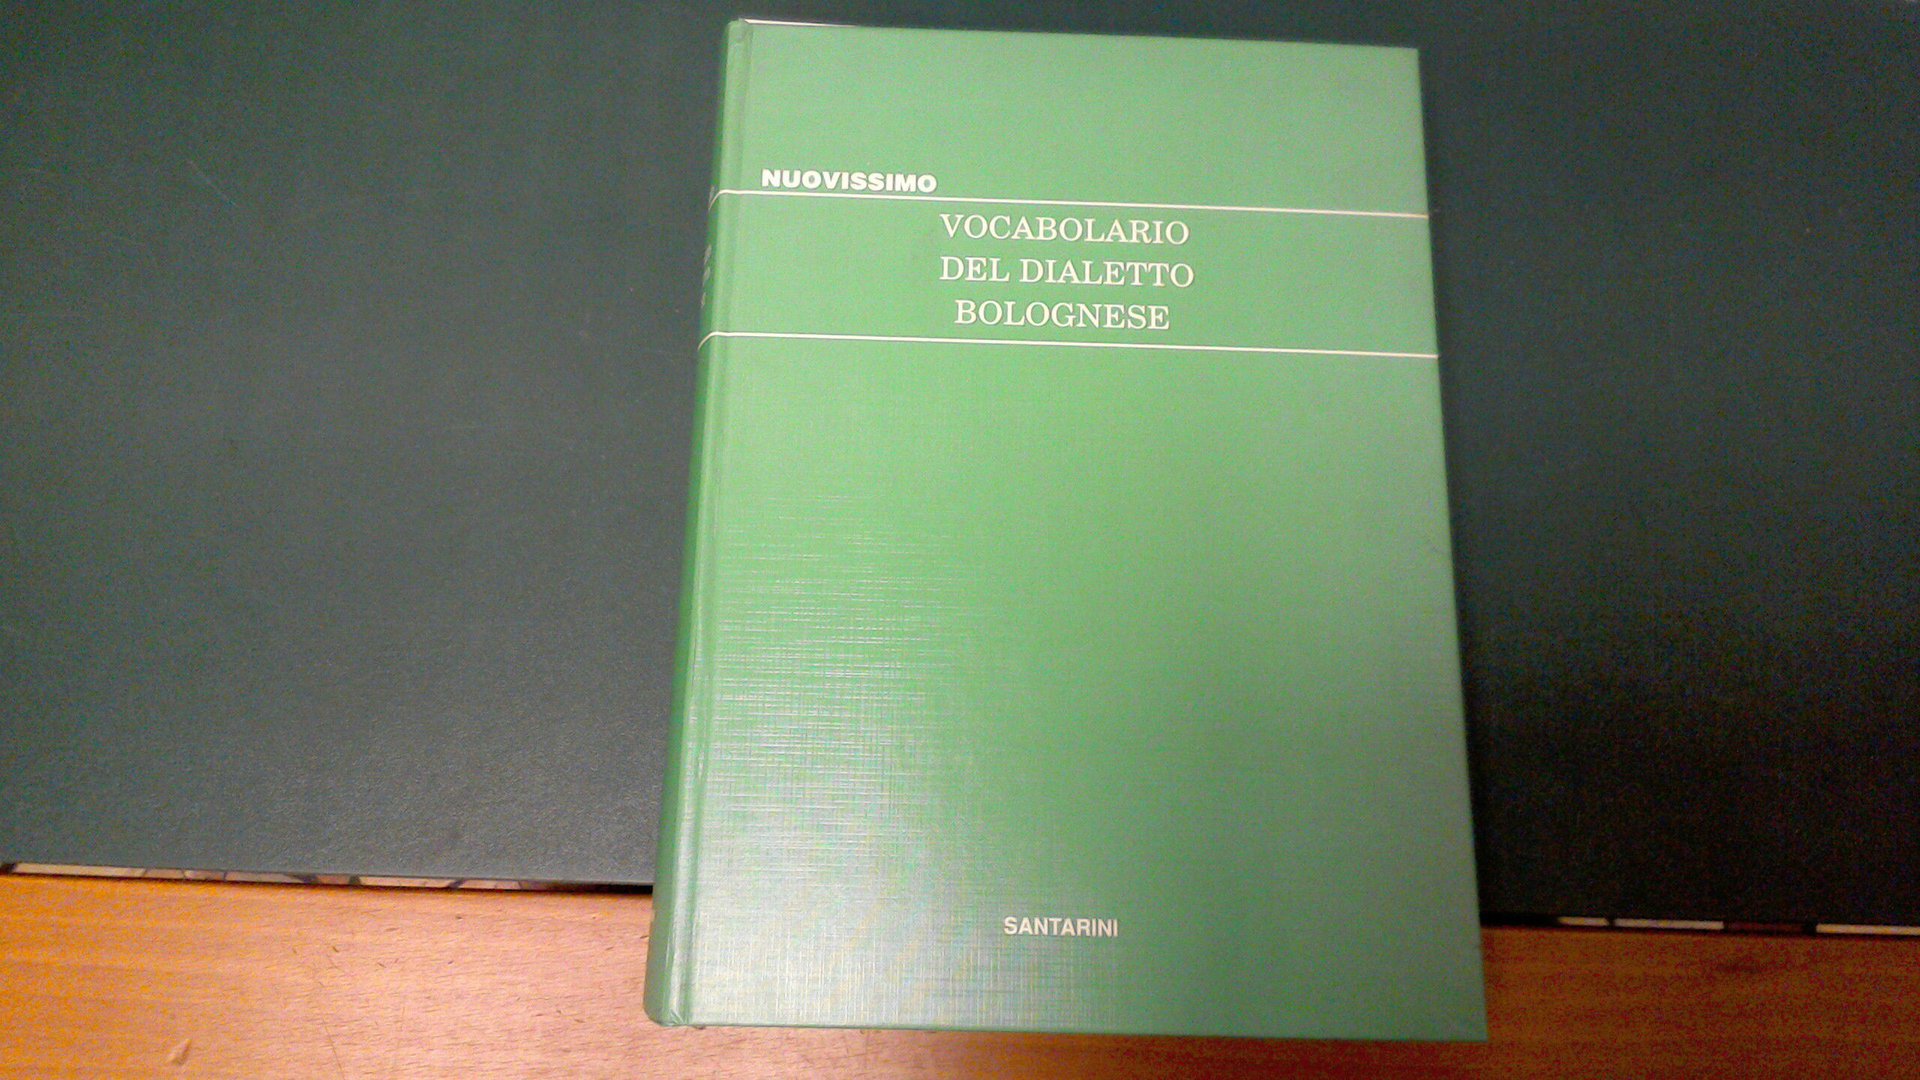 NUOVISSIMO
VOCABOLARIO
DEL DIALETTO
BOLOGNESE
SANTARINI